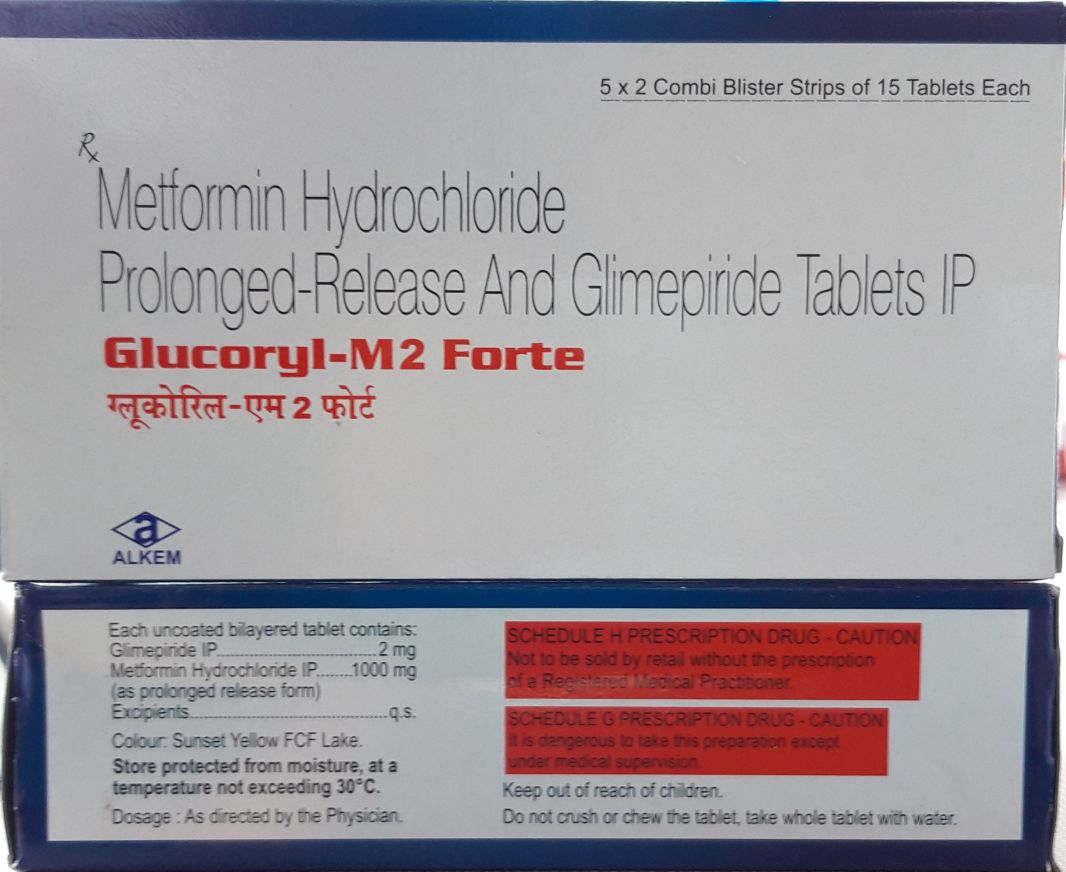 5 x 2 Combi Blister Strips of 15 Tablets Each
Rx
Metformin Hydrochloride
Prolonged-Release And Glimepiride Tablets IP
Glucoryl-M2 Forte
ग्लूकोरिल-एम 2 फोर्ट
a
ALKEM
Each uncoated bilayered tablet contains:
Glimepiride IP..............................2 mg
Metformin Hydrochloride IP........1000 mg
(as prolonged release form)
Excipients.....................................q.s.
Colour: Sunset Yellow FCF Lake.
Store protected from moisture, at a
temperature not exceeding 30°C.
Dosage : As directed by the Physician.
SCHEDULE H PRESCRIPTION DRUG - CAUTION
Not to be sold by retail without the prescription
of a Registered Medical Practitioner.
SCHEDULE G PRESCRIPTION DRUG - CAUTION
It is dangerous to take this preparation except
under medical supervision.
Keep out of reach of children.
Do not crush or chew the tablet, take whole tablet with water.